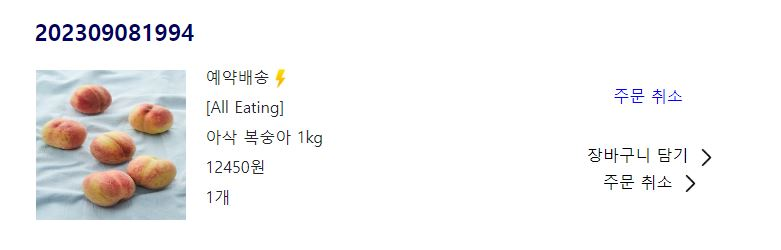 202309081994
예약배송
[All Eating]
아삭 복숭아 1kg
12450원
1개
주문 취소
장바구니 담기
주문 취소